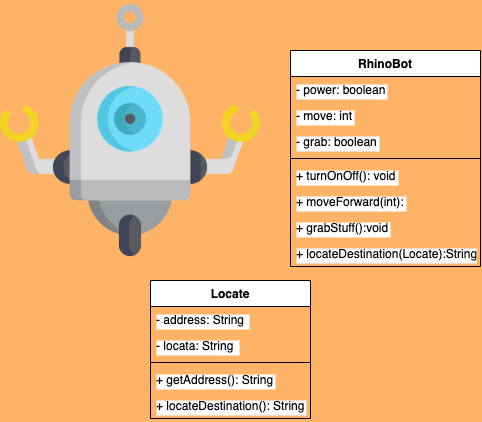 RhinoBot
- power: boolean
- move: int
- grab: boolean
+ turnOnOff(): void
+ moveForward(int):
+ grabStuff():void
+ locateDestination(Locate):String
Locate
- address: String
- locata: String
+ getAddress(): String
+ locateDestination(): String